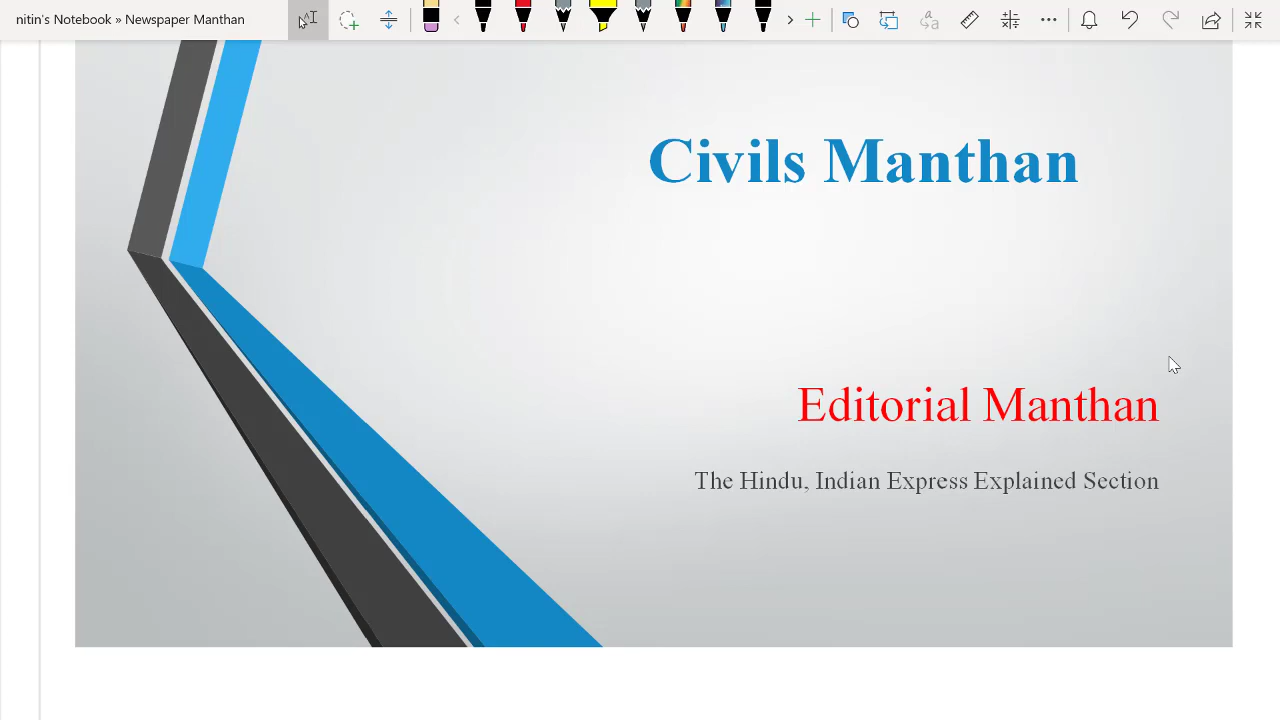 nitin's Notebook » Newspaper Manthan
Civils Manthan
Editorial Manthan
The Hindu, Indian Express Explained Section